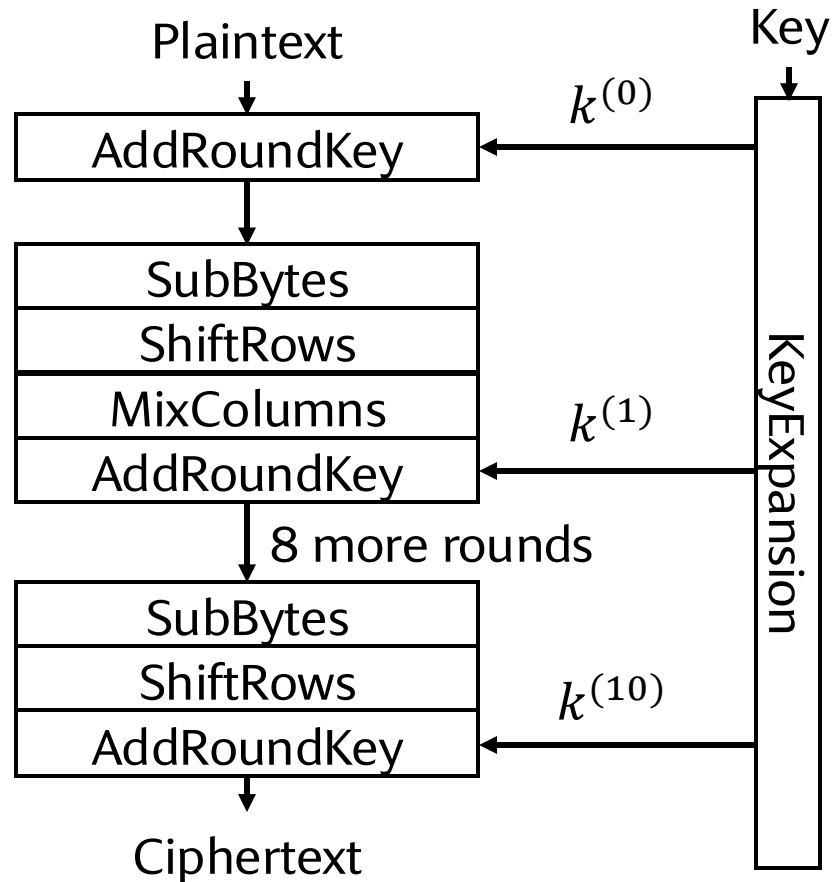 Key
Plaintext
k^(0)
AddRoundKey
SubBytes
ShiftRows
MixColumns
k^(1)
AddRoundKey
KeyExpansion
8 more rounds
SubBytes
ShiftRows
k^(10)
AddRoundKey
Ciphertext